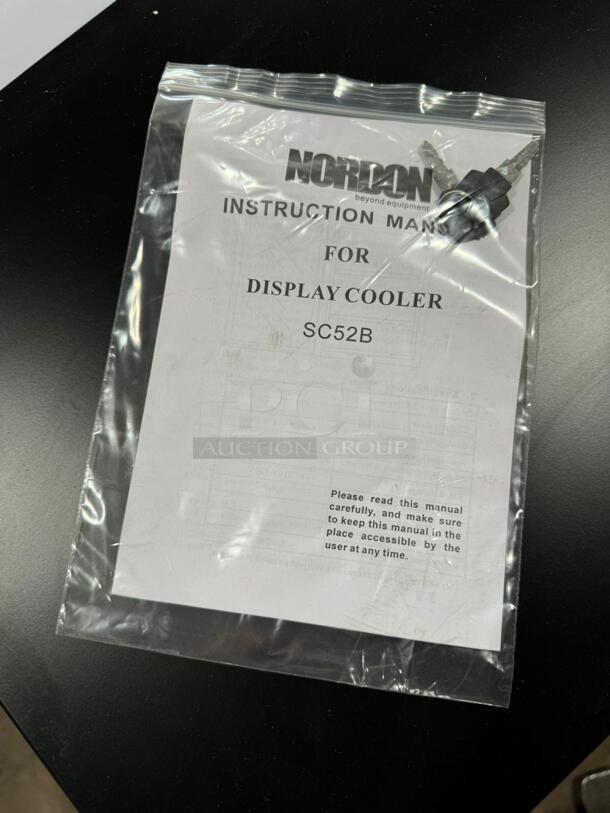 NORDON
beyond equipment
INSTRUCTION MANU
FOR
DISPLAY COOLER
SC52B
PCI
AUCTION GROUP
Please read this manual
carefully, and make sure
to keep this manual in the
place accessible by the
user at any time.